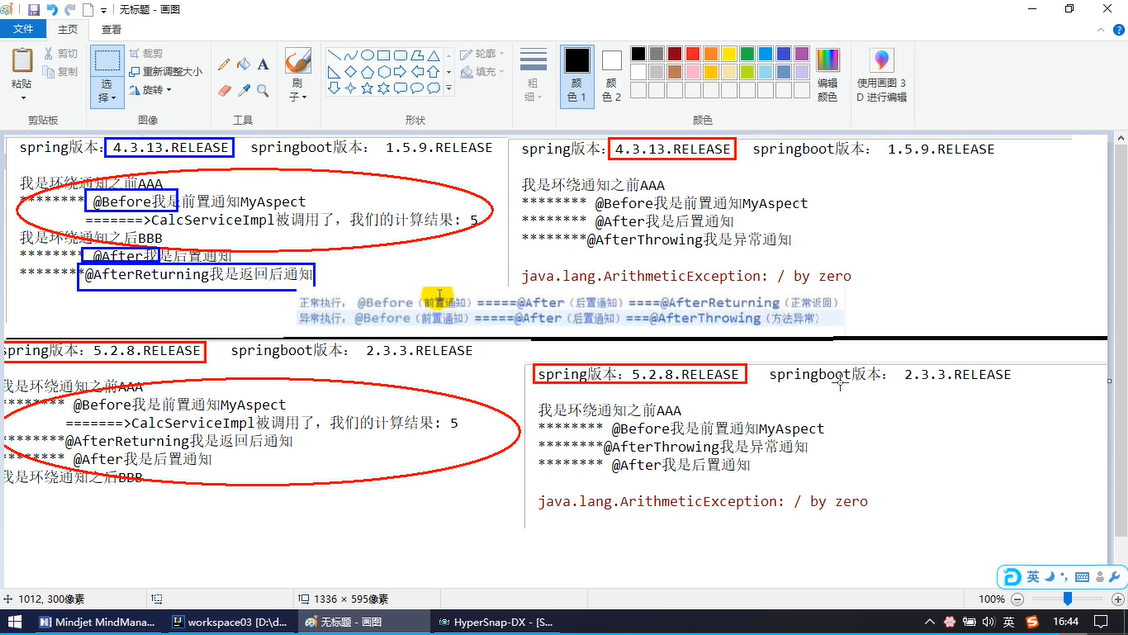 无标题 - 画图
文件 主页 查看
粘贴
剪切
复制
剪贴板
选择
裁剪
重新调整大小
旋转
图像
A
工具
刷子
轮廓
填充
形状
粗细
颜色 1
颜色 2
编辑颜色
颜色
使用画图 3D 进行编辑
spring版本: 4.3.13.RELEASE springboot版本: 1.5.9.RELEASE
我是环绕通知之前AAA
******** @Before我是前置通知MyAspect
=======>CalcServiceImpl被调用了，我们的计算结果: 5
我是环绕通知之后BBB
******** @After我是后置通知
********@AfterReturning我是返回后通知
spring版本: 4.3.13.RELEASE springboot版本: 1.5.9.RELEASE
我是环绕通知之前AAA
******** @Before我是前置通知MyAspect
******** @After我是后置通知
********@AfterThrowing我是异常通知
java.lang.ArithmeticException: / by zero
正常执行， @Before（前置通知）=====@After（后置通知）====@AfterReturning（正常返回）
异常执行：@Before（前置通知）=====@After（后置通知）===@AfterThrowing（方法异常）
spring版本: 5.2.8.RELEASE springboot版本: 2.3.3.RELEASE
我是环绕通知之前AAA
******** @Before我是前置通知MyAspect
=======>CalcServiceImpl被调用了，我们的计算结果: 5
********@AfterReturning我是返回后通知
******** @After我是后置通知
我是环绕通知之后BBB
spring版本: 5.2.8.RELEASE springboot版本: 2.3.3.RELEASE
我是环绕通知之前AAA
******** @Before我是前置通知MyAspect
********@AfterThrowing我是异常通知
******** @After我是后置通知
java.lang.ArithmeticException: / by zero
英
1012, 300像素
1336 × 595像素
100%
Mindjet MindMana...
workspace03 [D:\d...
无标题 - 画图
HyperSnap-DX - [S...
英
16:44